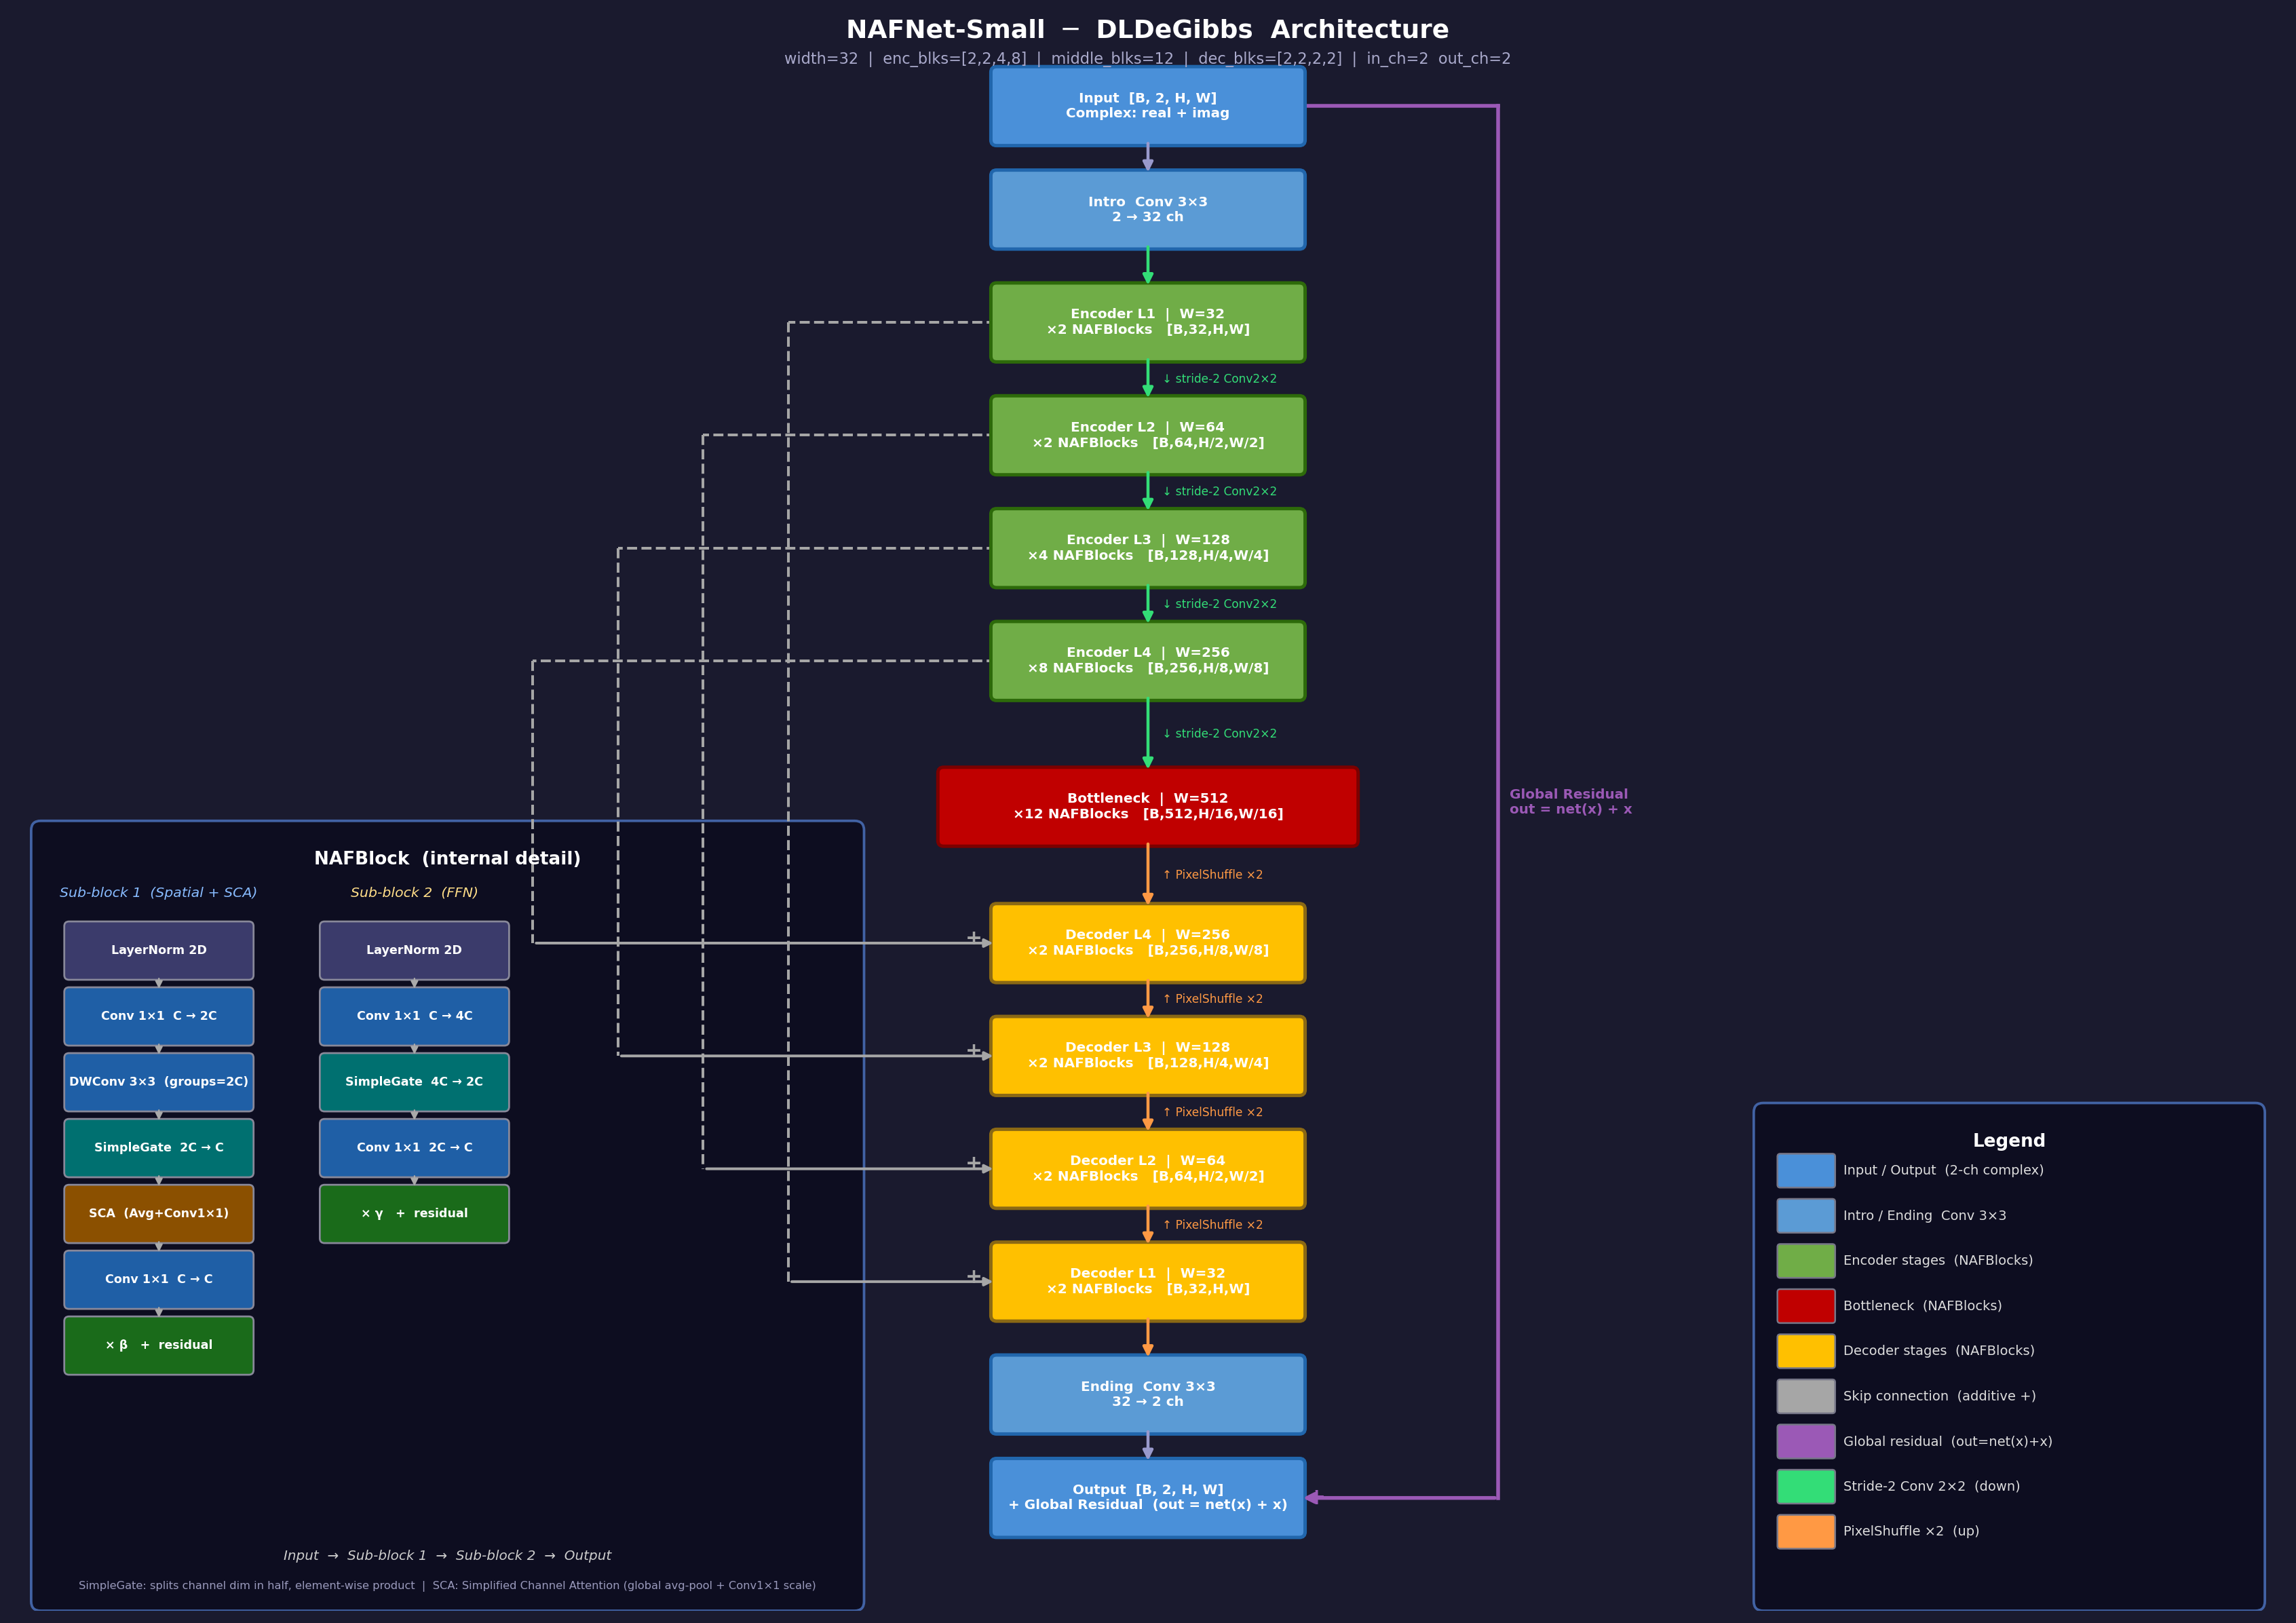 NAFNet-Small − DLDeGibbs Architecture
width=32 | enc_blks=[2,2,4,8] | middle_blks=12 | dec_blks=[2,2,2,2] | in_ch=2 out_ch=2
Input [B, 2, H, W]
Complex: real + imag
Intro Conv 3×3
2 → 32 ch
Encoder L1 | W=32
×2 NAFBlocks [B,32,H,W]
↓ stride-2 Conv2×2
Encoder L2 | W=64
×2 NAFBlocks [B,64,H/2,W/2]
↓ stride-2 Conv2×2
Encoder L3 | W=128
×4 NAFBlocks [B,128,H/4,W/4]
↓ stride-2 Conv2×2
Encoder L4 | W=256
×8 NAFBlocks [B,256,H/8,W/8]
↓ stride-2 Conv2×2
Bottleneck | W=512
×12 NAFBlocks [B,512,H/16,W/16]
Global Residual
out = net(x) + x
↑ PixelShuffle ×2
+
Decoder L4 | W=256
×2 NAFBlocks [B,256,H/8,W/8]
↑ PixelShuffle ×2
+
Decoder L3 | W=128
×2 NAFBlocks [B,128,H/4,W/4]
↑ PixelShuffle ×2
+
Decoder L2 | W=64
×2 NAFBlocks [B,64,H/2,W/2]
↑ PixelShuffle ×2
+
Decoder L1 | W=32
×2 NAFBlocks [B,32,H,W]
Ending Conv 3×3
32 → 2 ch
Output [B, 2, H, W]
+ Global Residual (out = net(x) + x)
NAFBlock (internal detail)
Sub-block 1 (Spatial + SCA)
LayerNorm 2D
Conv 1×1 C → 2C
DWConv 3×3 (groups=2C)
SimpleGate 2C → C
SCA (Avg+Conv1×1)
Conv 1×1 C → C
× β + residual
Sub-block 2 (FFN)
LayerNorm 2D
Conv 1×1 C → 4C
SimpleGate 4C → 2C
Conv 1×1 2C → C
× γ + residual
Input → Sub-block 1 → Sub-block 2 → Output
SimpleGate: splits channel dim in half, element-wise product | SCA: Simplified Channel Attention (global avg-pool + Conv1×1 scale)
Legend
Input / Output (2-ch complex)
Intro / Ending Conv 3×3
Encoder stages (NAFBlocks)
Bottleneck (NAFBlocks)
Decoder stages (NAFBlocks)
Skip connection (additive +)
Global residual (out=net(x)+x)
Stride-2 Conv 2×2 (down)
PixelShuffle ×2 (up)